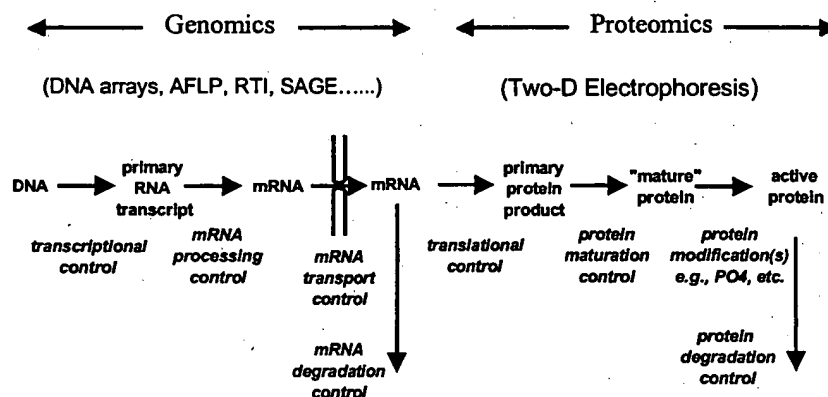 Genomics
Proteomics
(DNA arrays, AFLP, RTI, SAGE......)
(Two-D Electrophoresis)
DNA
primary
RNA
transcript
mRNA
mRNA
primary
protein
product
"mature"
protein
active
protein
transcriptional
control
mRNA
processing
control
mRNA
transport
control
translational
control
protein
maturation
control
protein
modification(s)
e.g., PO4, etc.
mRNA
degradation
control
protein
degradation
control